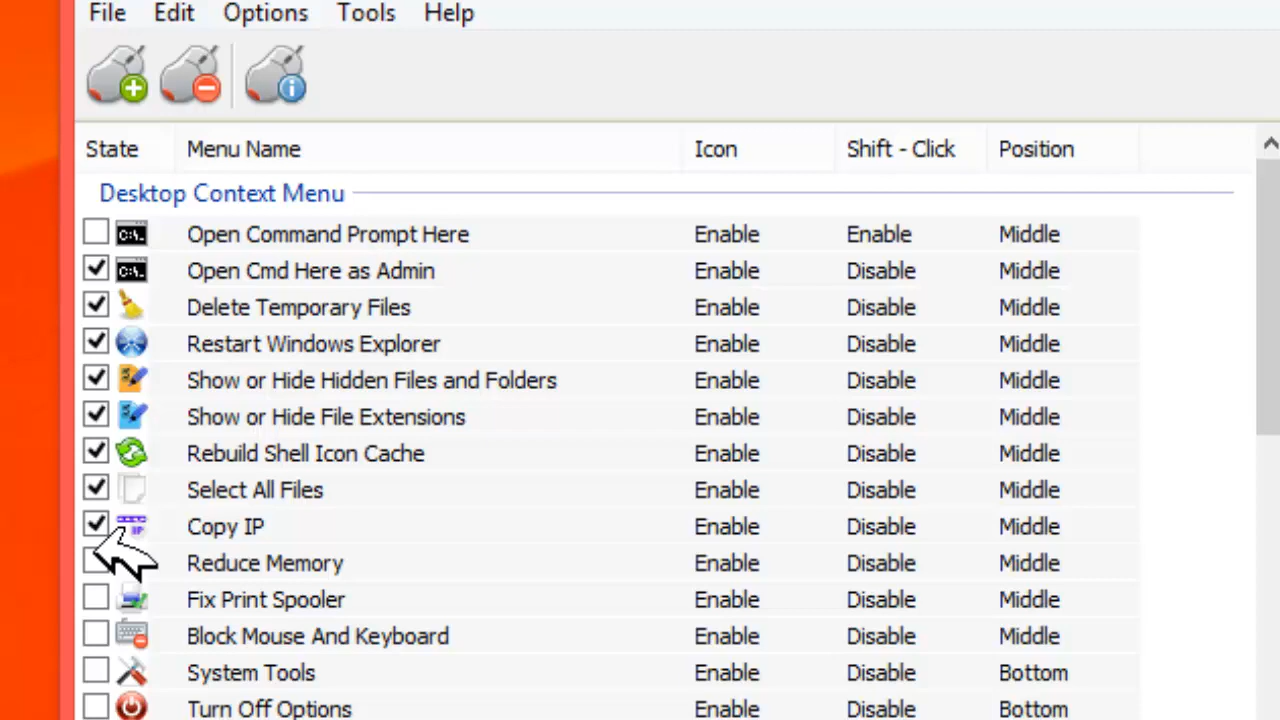 File Edit Options Tools Help
State Menu Name Icon Shift - Click Position
Desktop Context Menu
C:\. Open Command Prompt Here Enable Enable Middle
C:\. Open Cmd Here as Admin Enable Disable Middle
Delete Temporary Files Enable Disable Middle
Restart Windows Explorer Enable Disable Middle
Show or Hide Hidden Files and Folders Enable Disable Middle
Show or Hide File Extensions Enable Disable Middle
Rebuild Shell Icon Cache Enable Disable Middle
Select All Files Enable Disable Middle
IP Copy IP Enable Disable Middle
Reduce Memory Enable Disable Middle
Fix Print Spooler Enable Disable Middle
Block Mouse And Keyboard Enable Disable Middle
System Tools Enable Disable Bottom
Turn Off Options Enable Disable Bottom